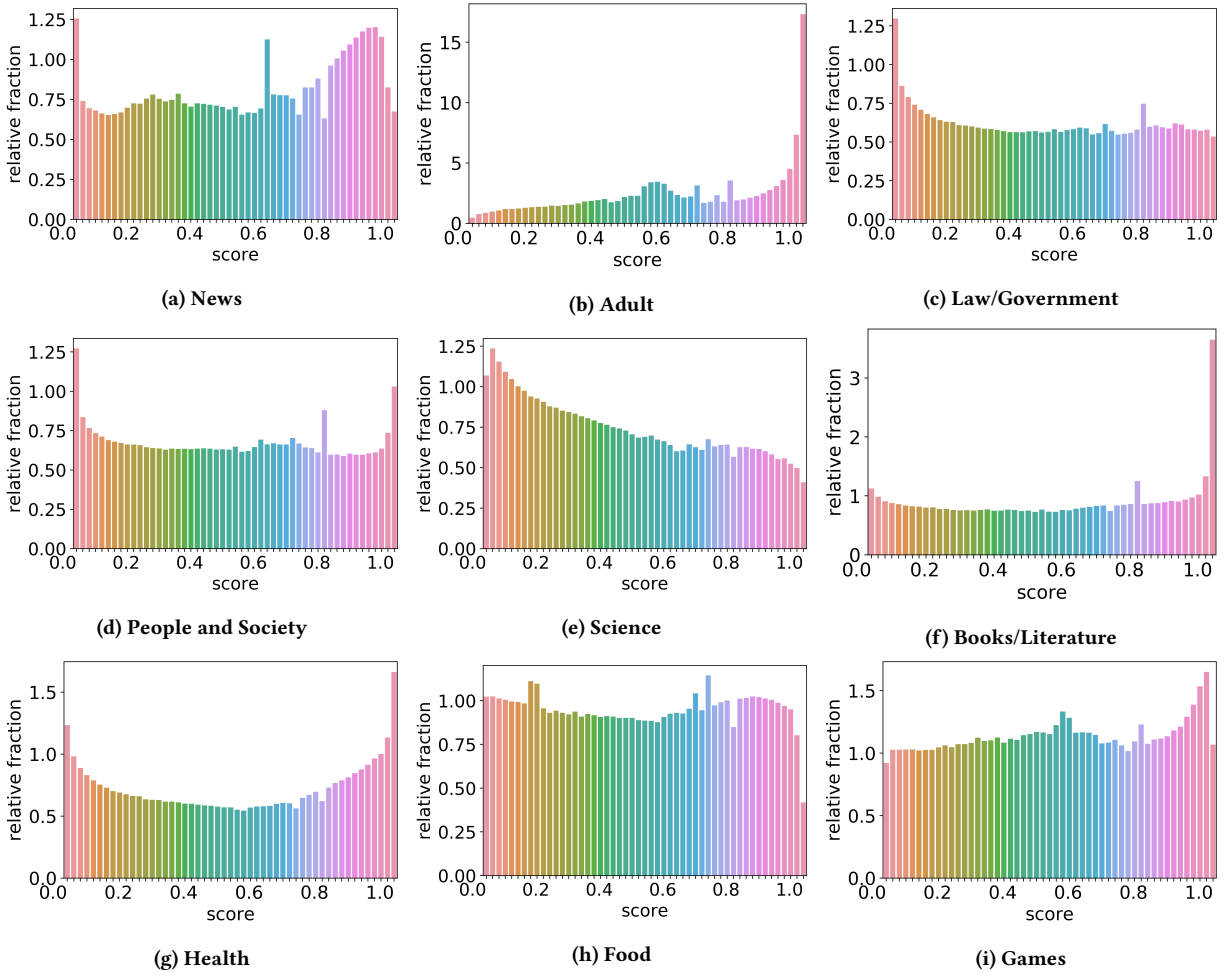 relative fraction
1.25
1.00
0.75
0.50
0.25
0.00
0.0 0.2 0.4 0.6 0.8 1.0
score
(a) News
relative fraction
15
10
5
0
0.0 0.2 0.4 0.6 0.8 1.0
score
(b) Adult
relative fraction
1.25
1.00
0.75
0.50
0.25
0.00
0.0 0.2 0.4 0.6 0.8 1.0
score
(c) Law/Government
relative fraction
1.25
1.00
0.75
0.50
0.25
0.00
0.0 0.2 0.4 0.6 0.8 1.0
score
(d) People and Society
relative fraction
1.25
1.00
0.75
0.50
0.25
0.00
0.0 0.2 0.4 0.6 0.8 1.0
score
(e) Science
relative fraction
3
2
1
0
0.0 0.2 0.4 0.6 0.8 1.0
score
(f) Books/Literature
relative fraction
1.5
1.0
0.5
0.0
0.0 0.2 0.4 0.6 0.8 1.0
score
(g) Health
relative fraction
1.00
0.75
0.50
0.25
0.00
0.0 0.2 0.4 0.6 0.8 1.0
score
(h) Food
relative fraction
1.5
1.0
0.5
0.0
0.0 0.2 0.4 0.6 0.8 1.0
score
(i) Games